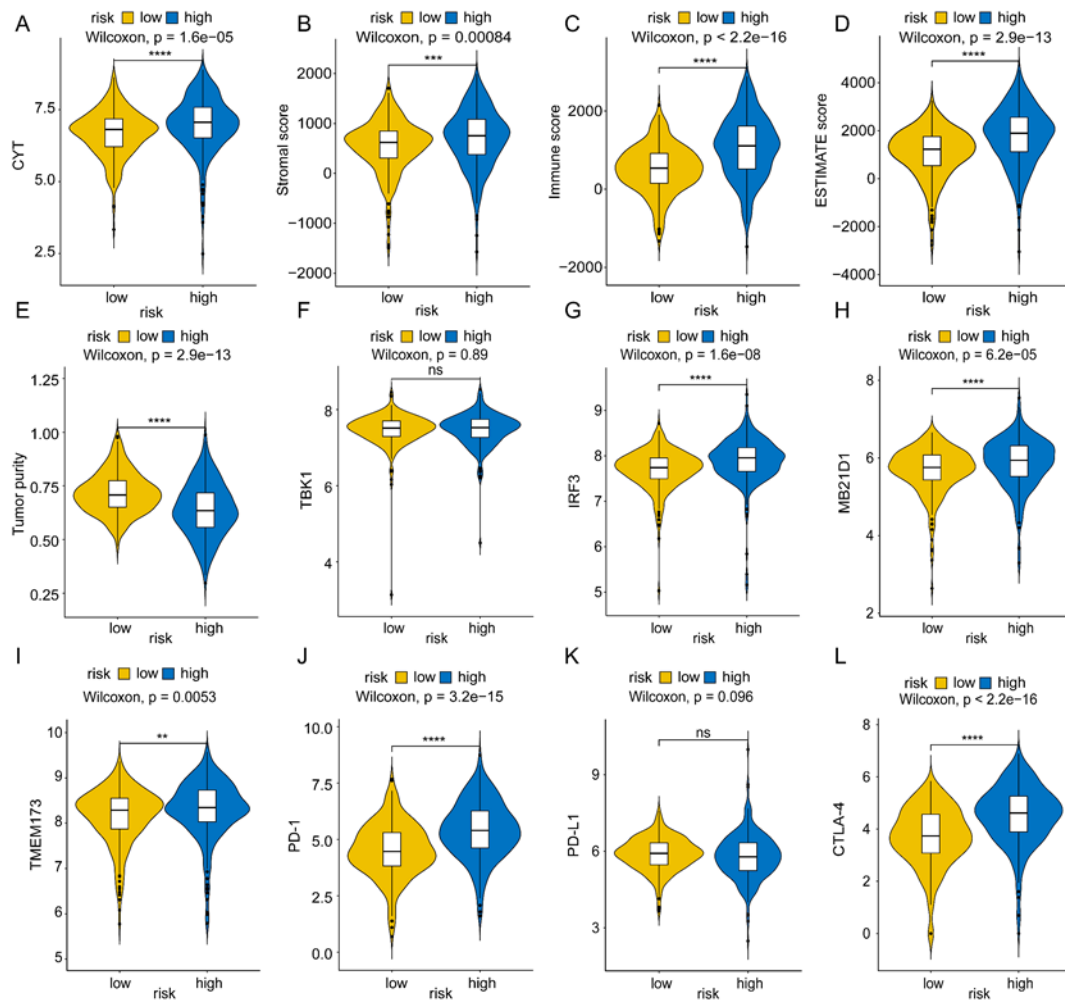 A
risk low high
Wilcoxon, p = 1.6e−05
****
CYT
7.5
5.0
2.5
low
high
risk
B
risk low high
Wilcoxon, p = 0.00084
***
Stromal score
2000
1000
0
−1000
−2000
low
high
risk
C
risk low high
Wilcoxon, p < 2.2e−16
****
Immune score
2000
0
−2000
low
high
risk
D
risk low high
Wilcoxon, p = 2.9e−13
****
ESTIMATE score
4000
2000
0
−2000
−4000
low
high
risk
E
risk low high
Wilcoxon, p = 2.9e−13
****
Tumor purity
1.25
1.00
0.75
0.50
0.25
low
high
risk
F
risk low high
Wilcoxon, p = 0.89
ns
TBK1
8
6
4
low
high
risk
G
risk low high
Wilcoxon, p = 1.6e−08
****
IRF3
9
8
7
6
5
low
high
risk
H
risk low high
Wilcoxon, p = 6.2e−05
****
MB21D1
8
6
4
2
low
high
risk
I
risk low high
Wilcoxon, p = 0.0053
**
TMEM173
10
9
8
7
6
5
low
high
risk
J
risk low high
Wilcoxon, p = 3.2e−15
****
PD-1
10.0
7.5
5.0
2.5
0.0
low
high
risk
K
risk low high
Wilcoxon, p = 0.096
ns
PD-L1
9
6
3
low
high
risk
L
risk low high
Wilcoxon, p < 2.2e−16
****
CTLA-4
8
6
4
2
0
low
high
risk